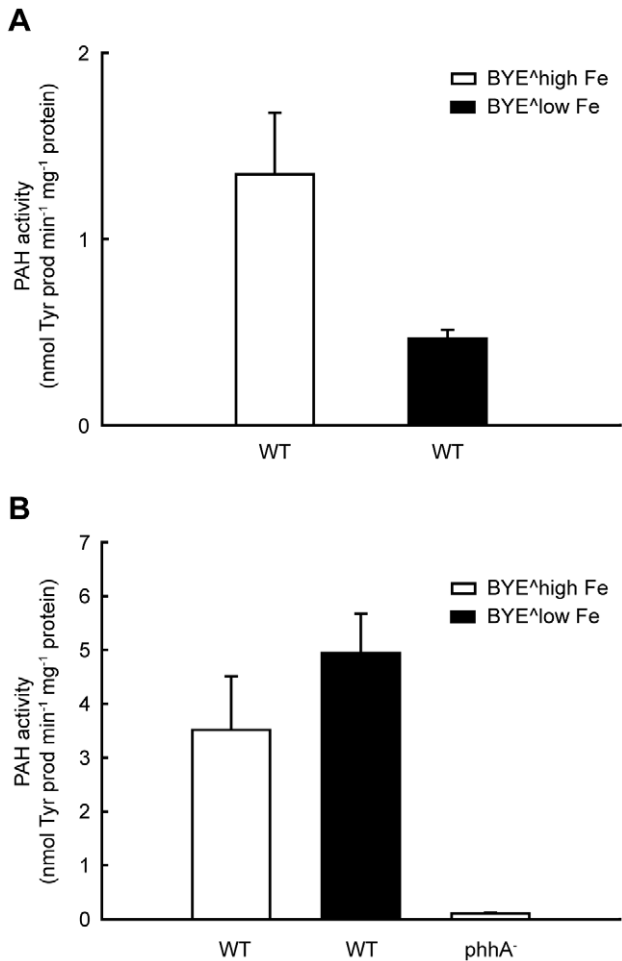 A
2
1
0
PAH activity
(nmol Tyr prod min⁻¹ mg⁻¹ protein)
BYE^high Fe
BYE^low Fe
WT
WT
B
7
6
5
4
3
2
1
0
PAH activity
(nmol Tyr prod min⁻¹ mg⁻¹ protein)
BYE^high Fe
BYE^low Fe
WT
WT
phhA⁻